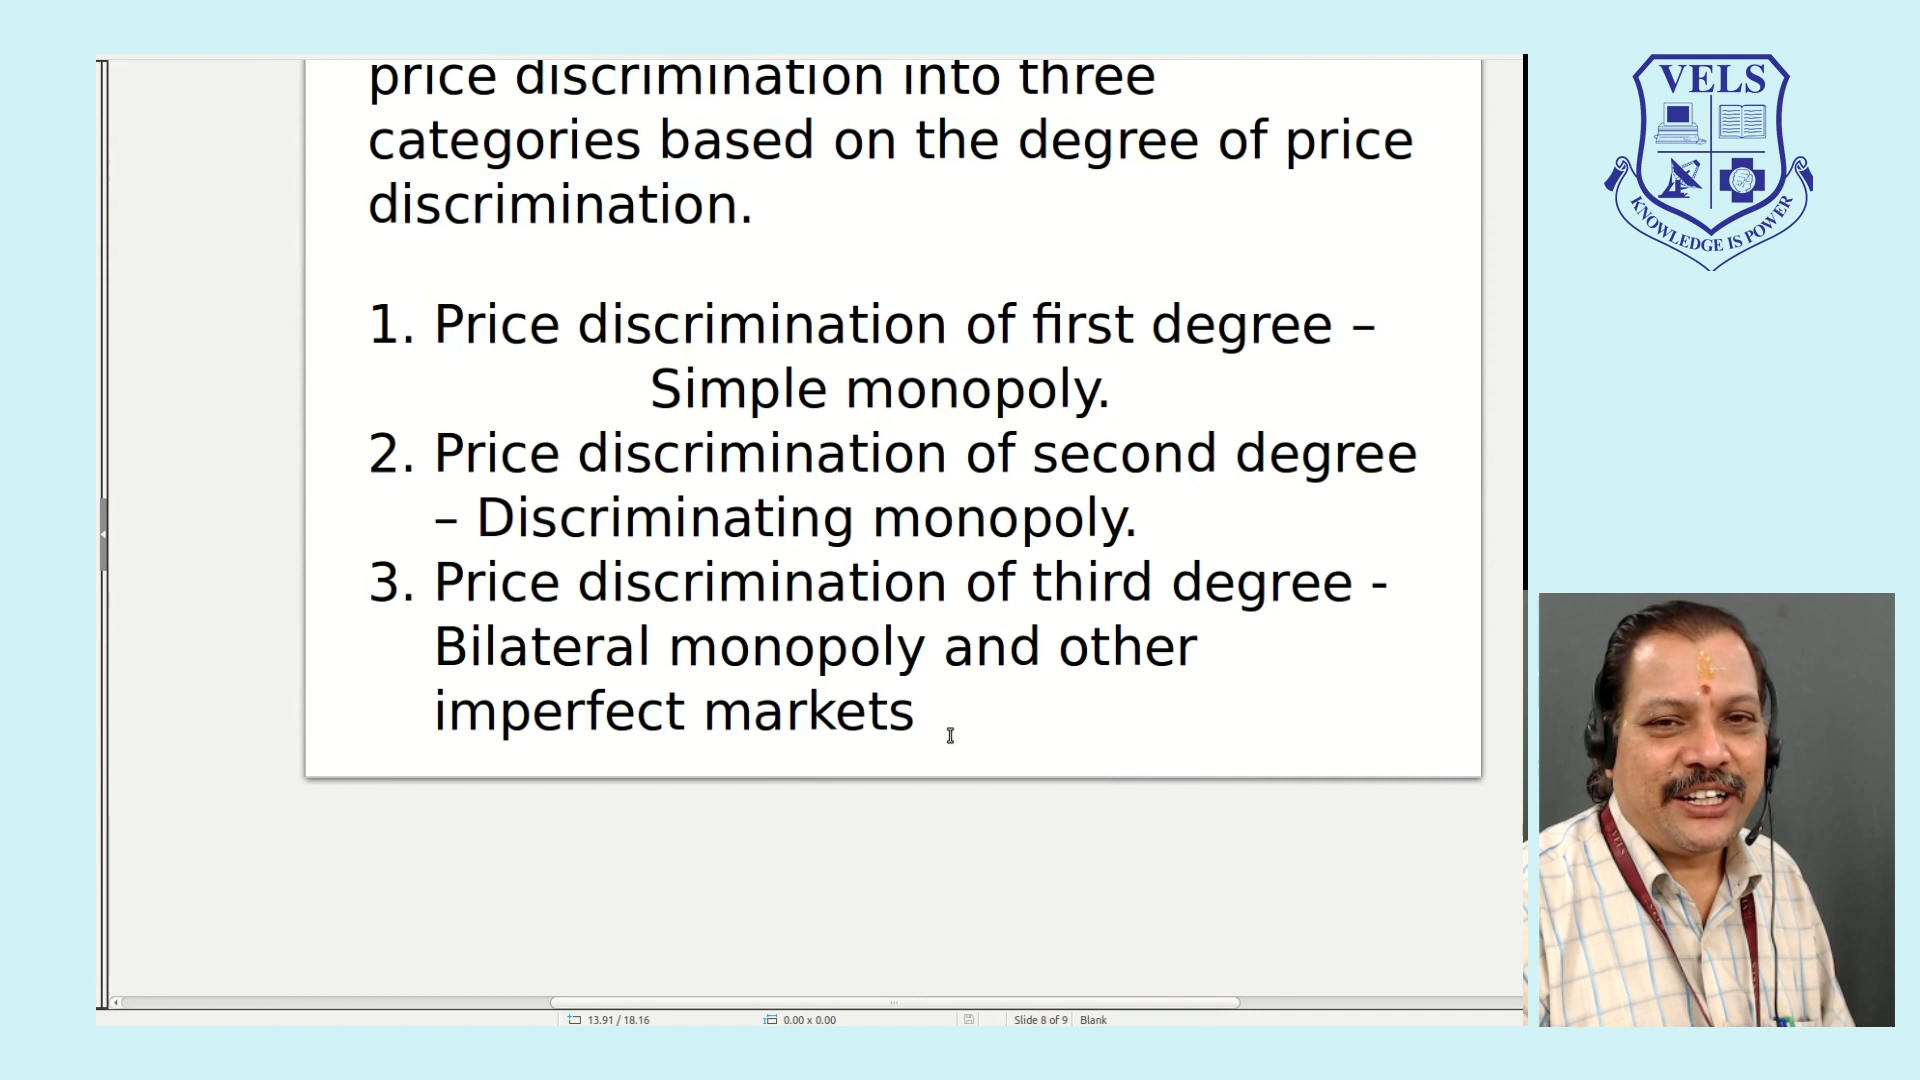 price discrimination into three
categories based on the degree of price
discrimination.
1. Price discrimination of first degree –
Simple monopoly.
2. Price discrimination of second degree
– Discriminating monopoly.
3. Price discrimination of third degree -
Bilateral monopoly and other
imperfect markets
13.91 / 18.16
0.00 x 0.00
Slide 8 of 9
Blank
VELS
KNOWLEDGE IS POWER
VELS